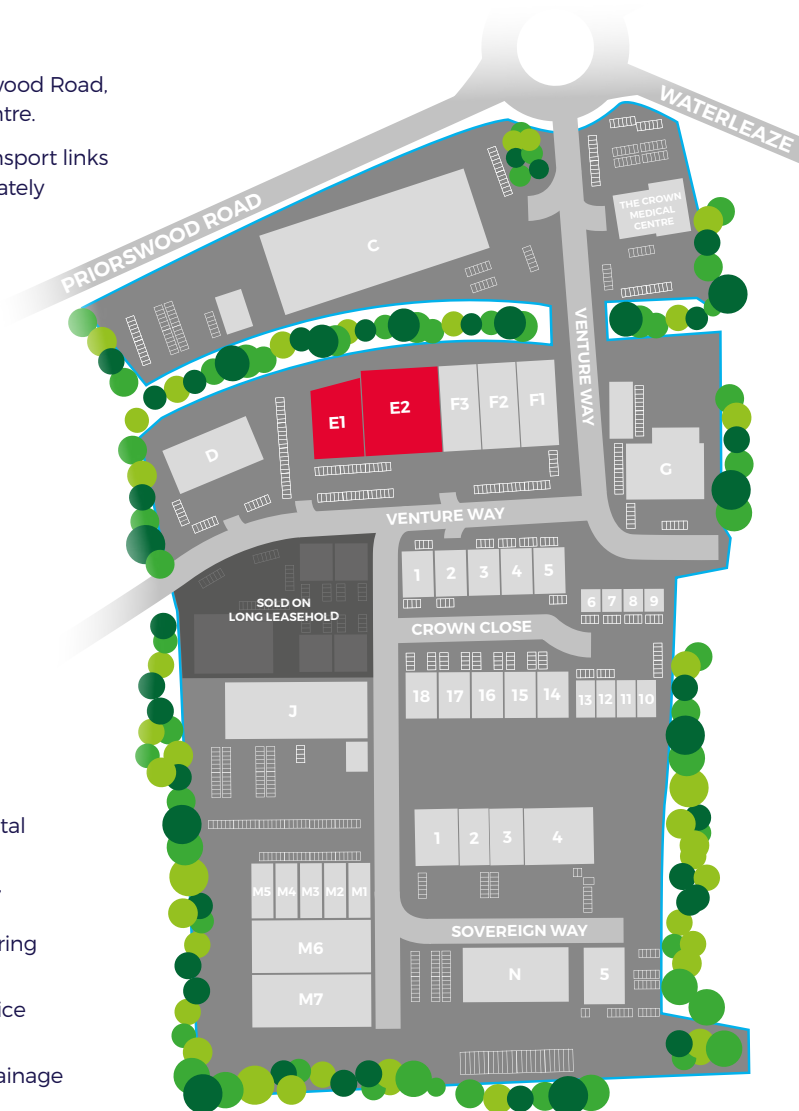 wood Road,
ntre.
nsport links
ately
WATERLEAZE
PRIORSWOOD ROAD
THE CROWN
MEDICAL
CENTRE
C
VENTURE WAY
E1
E2
F3
F2
F1
D
G
VENTURE WAY
SOLD ON
LONG LEASEHOLD
1
2
3
4
5
6
7
8
9
CROWN CLOSE
18
17
16
15
14
13
12
11
10
J
1
2
3
4
M5
M4
M3
M2
M1
M6
M7
SOVEREIGN WAY
N
5
tal
ring
ice
ainage